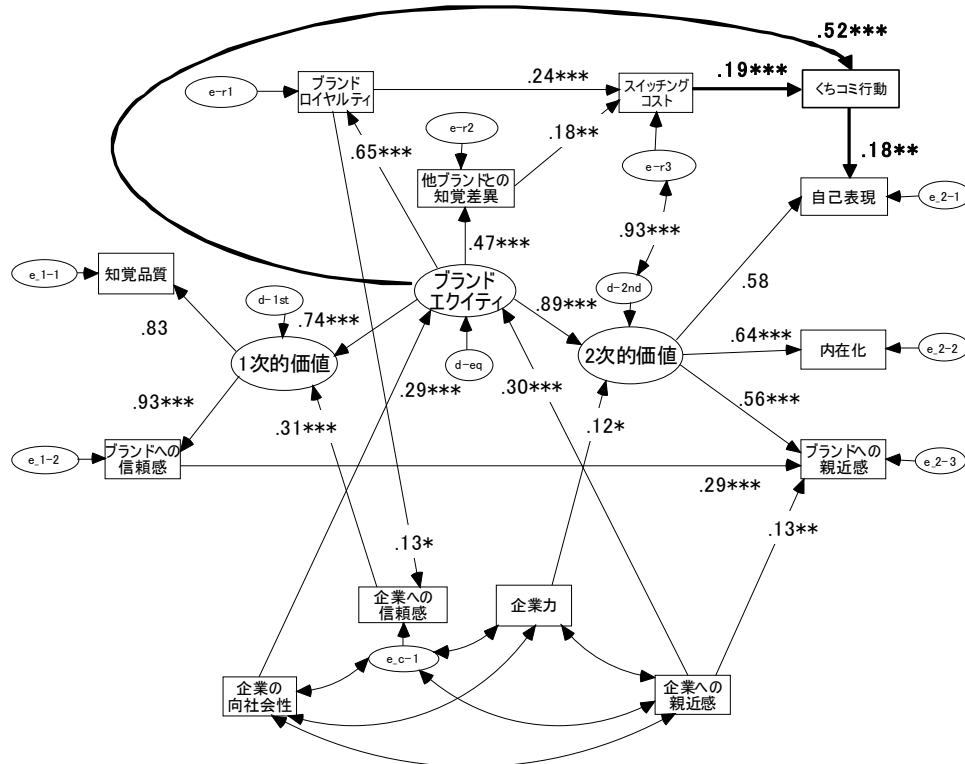 .52***
ブランド
ロイヤルティ
e-r1
.24***
スイッチング
コスト
.19***
くちコミ行動
e-r2
.18**
.65***
e-r3
.18**
他ブランドとの
知覚差異
自己表現
e_2-1
.47***
.93***
e_1-1
知覚品質
ブランド
エクイティ
.89***
d-2nd
.58
d-1st
.83
.74***
.64***
1次的価値
d-eq
2次的価値
内在化
e_2-2
.29***
.30***
.93***
.56***
.31***
.12*
e_1-2
ブランドへの
信頼感
ブランドへの
親近感
e_2-3
.29***
.13*
.13**
企業への
信頼感
企業力
e_c-1
企業の
向社会性
企業への
親近感